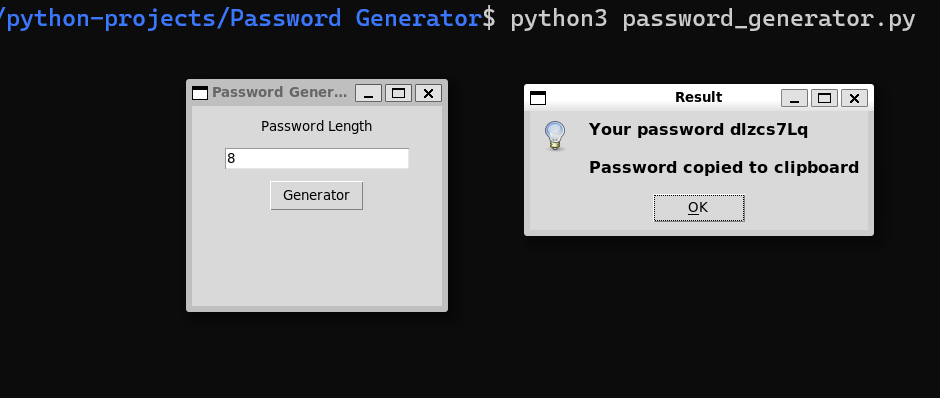 /python-projects/Password Generator$ python3 password_generator.py
Password Gener...
Password Length
8
Generator
Result
Your password dlzcs7Lq
Password copied to clipboard
OK